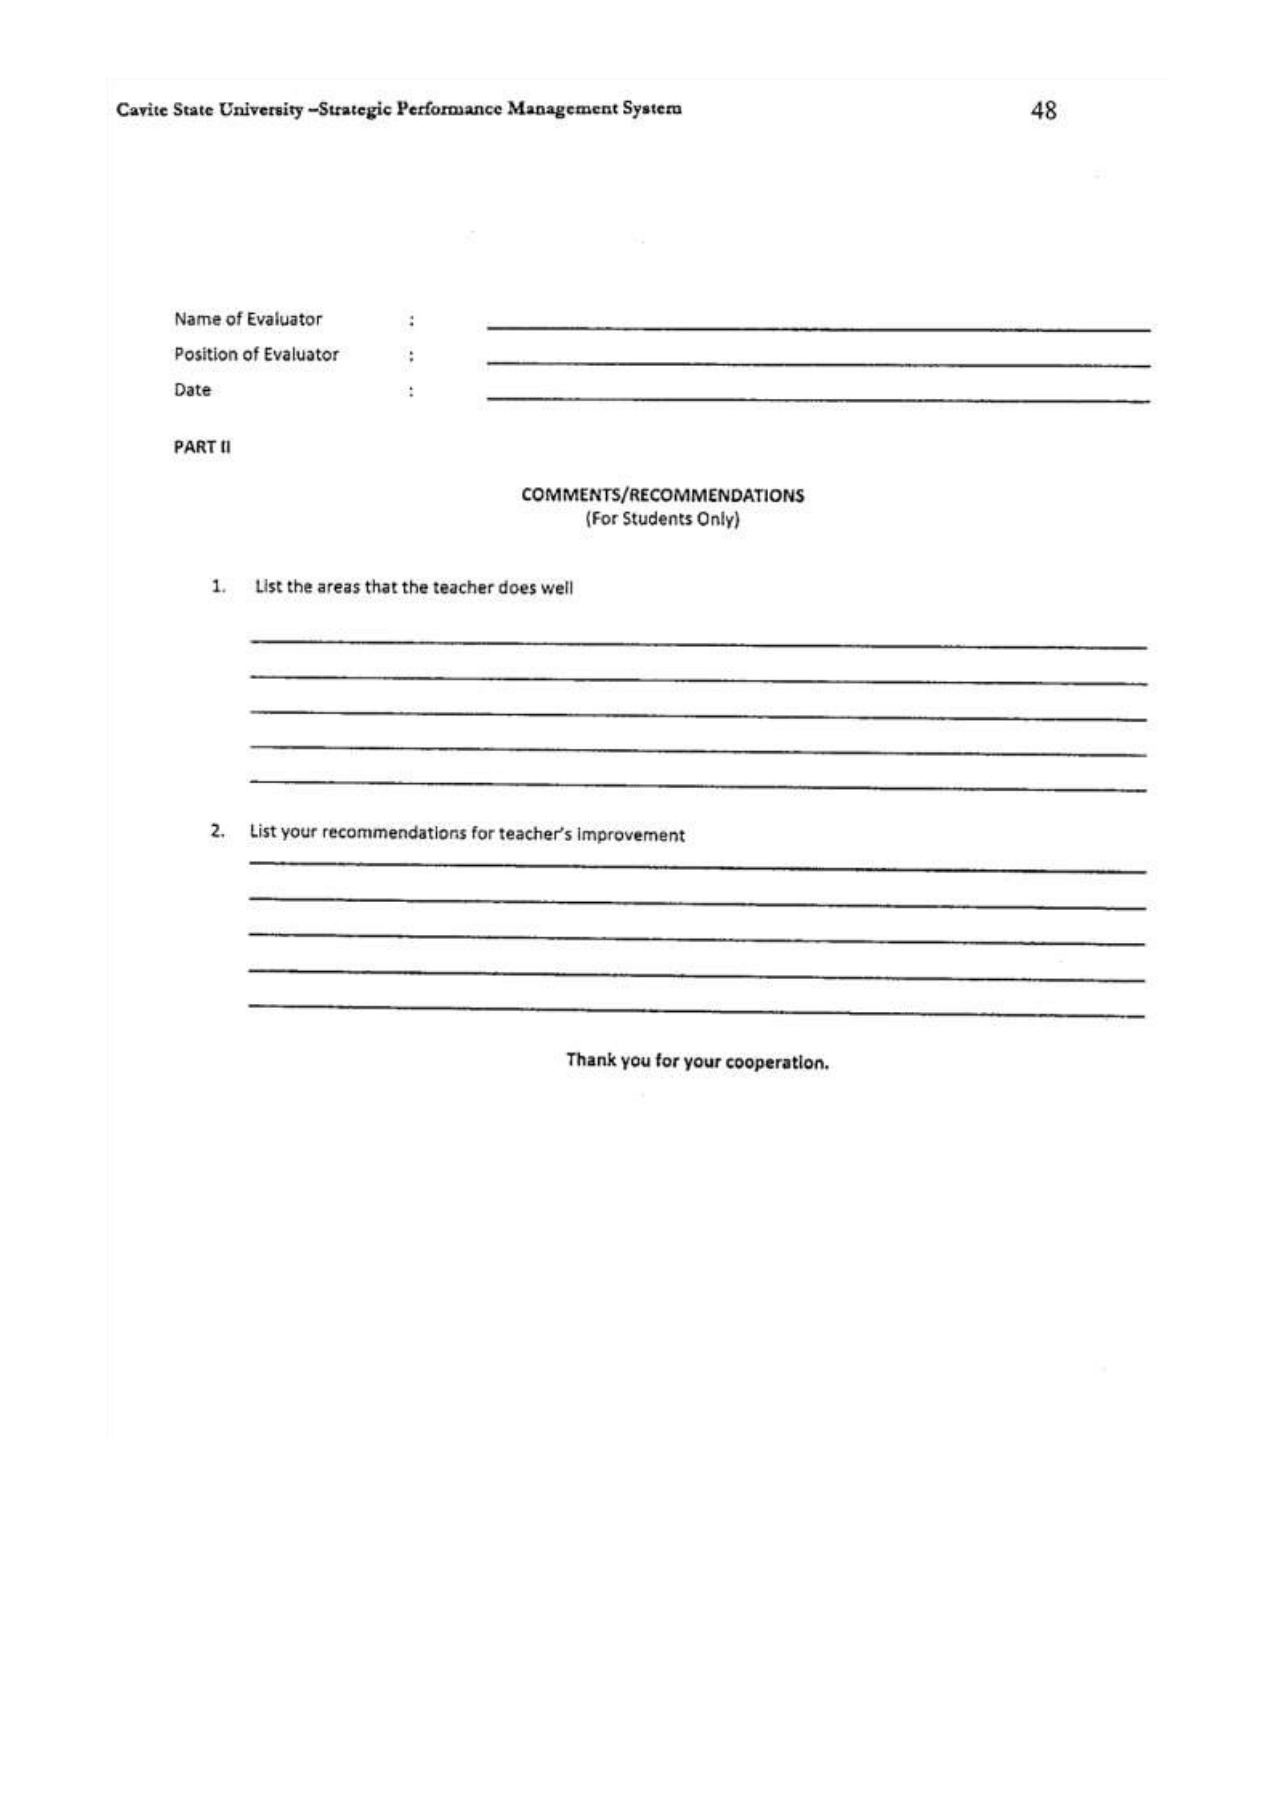 Cavite State University –Strategic Performance Management System 48
Name of Evaluator :
Position of Evaluator :
Date :
PART II
COMMENTS/RECOMMENDATIONS
(For Students Only)
1. List the areas that the teacher does well
2. List your recommendations for teacher's improvement
Thank you for your cooperation.